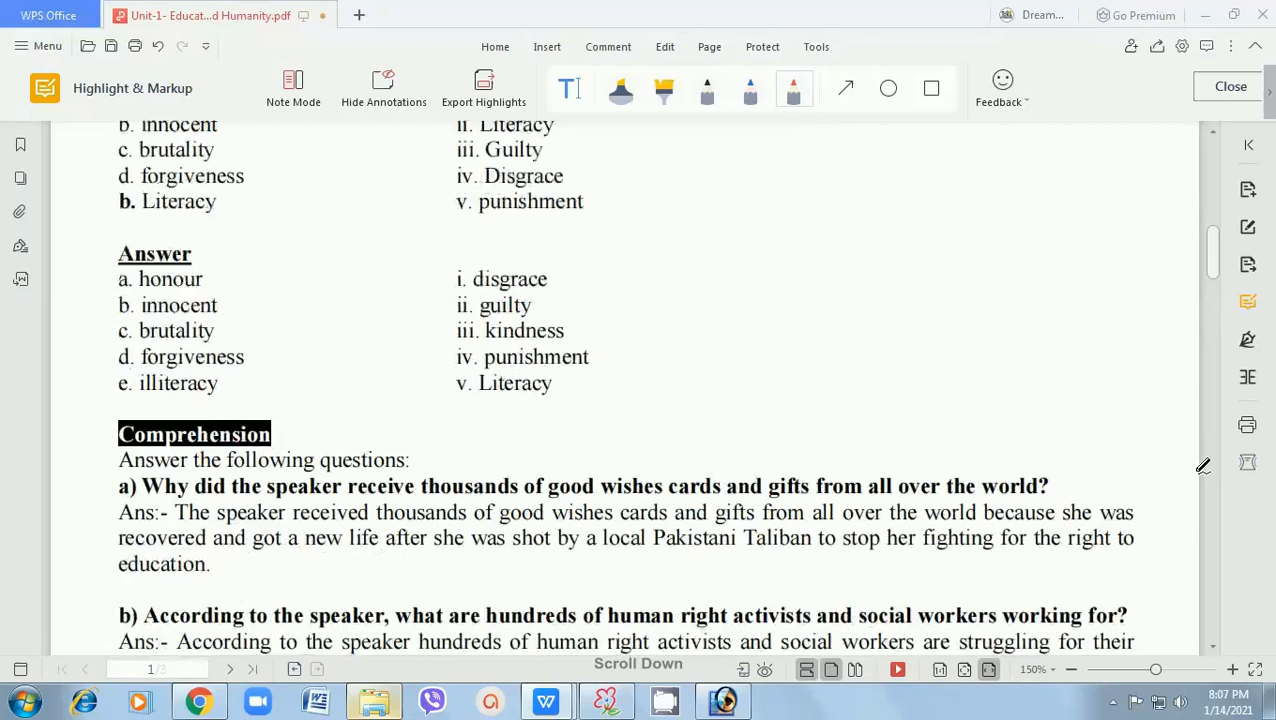 WPS Office
Unit-1- Educat...d Humanity.pdf
Dream...
Go Premium
Menu
Home
Insert
Comment
Edit
Page
Protect
Tools
Highlight & Markup
Note Mode
Hide Annotations
Export Highlights
T
Feedback
Close
b. innocent ii. Literacy
c. brutality iii. Guilty
d. forgiveness iv. Disgrace
b. Literacy v. punishment
Answer
a. honour i. disgrace
b. innocent ii. guilty
c. brutality iii. kindness
d. forgiveness iv. punishment
e. illiteracy v. Literacy
Comprehension
Answer the following questions:
a) Why did the speaker receive thousands of good wishes cards and gifts from all over the world?
Ans:- The speaker received thousands of good wishes cards and gifts from all over the world because she was
recovered and got a new life after she was shot by a local Pakistani Taliban to stop her fighting for the right to
education.
b) According to the speaker, what are hundreds of human right activists and social workers working for?
Ans:- According to the speaker hundreds of human right activists and social workers are struggling for their
Scroll Down
1/3
150%
8:07 PM
1/14/2021